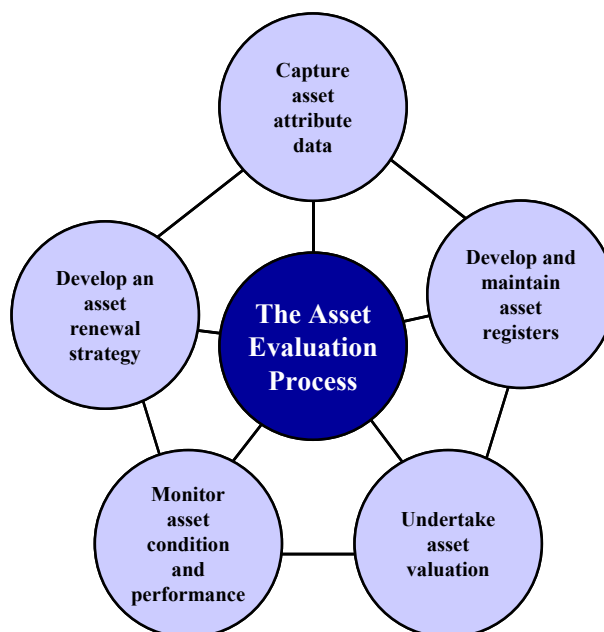 Capture
asset
attribute
data
Develop and
maintain
asset
registers
Undertake
asset
valuation
Monitor
asset
condition
and
performance
Develop an
asset
renewal
strategy
The Asset
Evaluation
Process